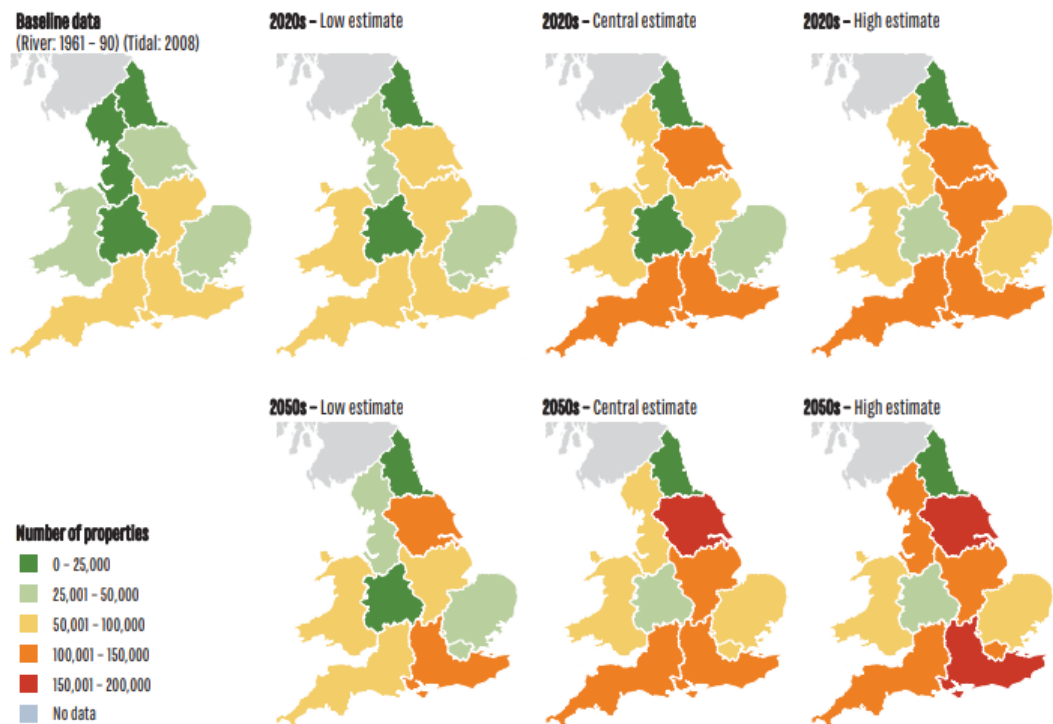 Baseline data
(River: 1961 – 90) (Tidal: 2008)
2020s – Low estimate
2020s – Central estimate
2020s – High estimate
2050s – Low estimate
2050s – Central estimate
2050s – High estimate
Number of properties
0 – 25,000
25,001 – 50,000
50,001 – 100,000
100,001 – 150,000
150,001 – 200,000
No data